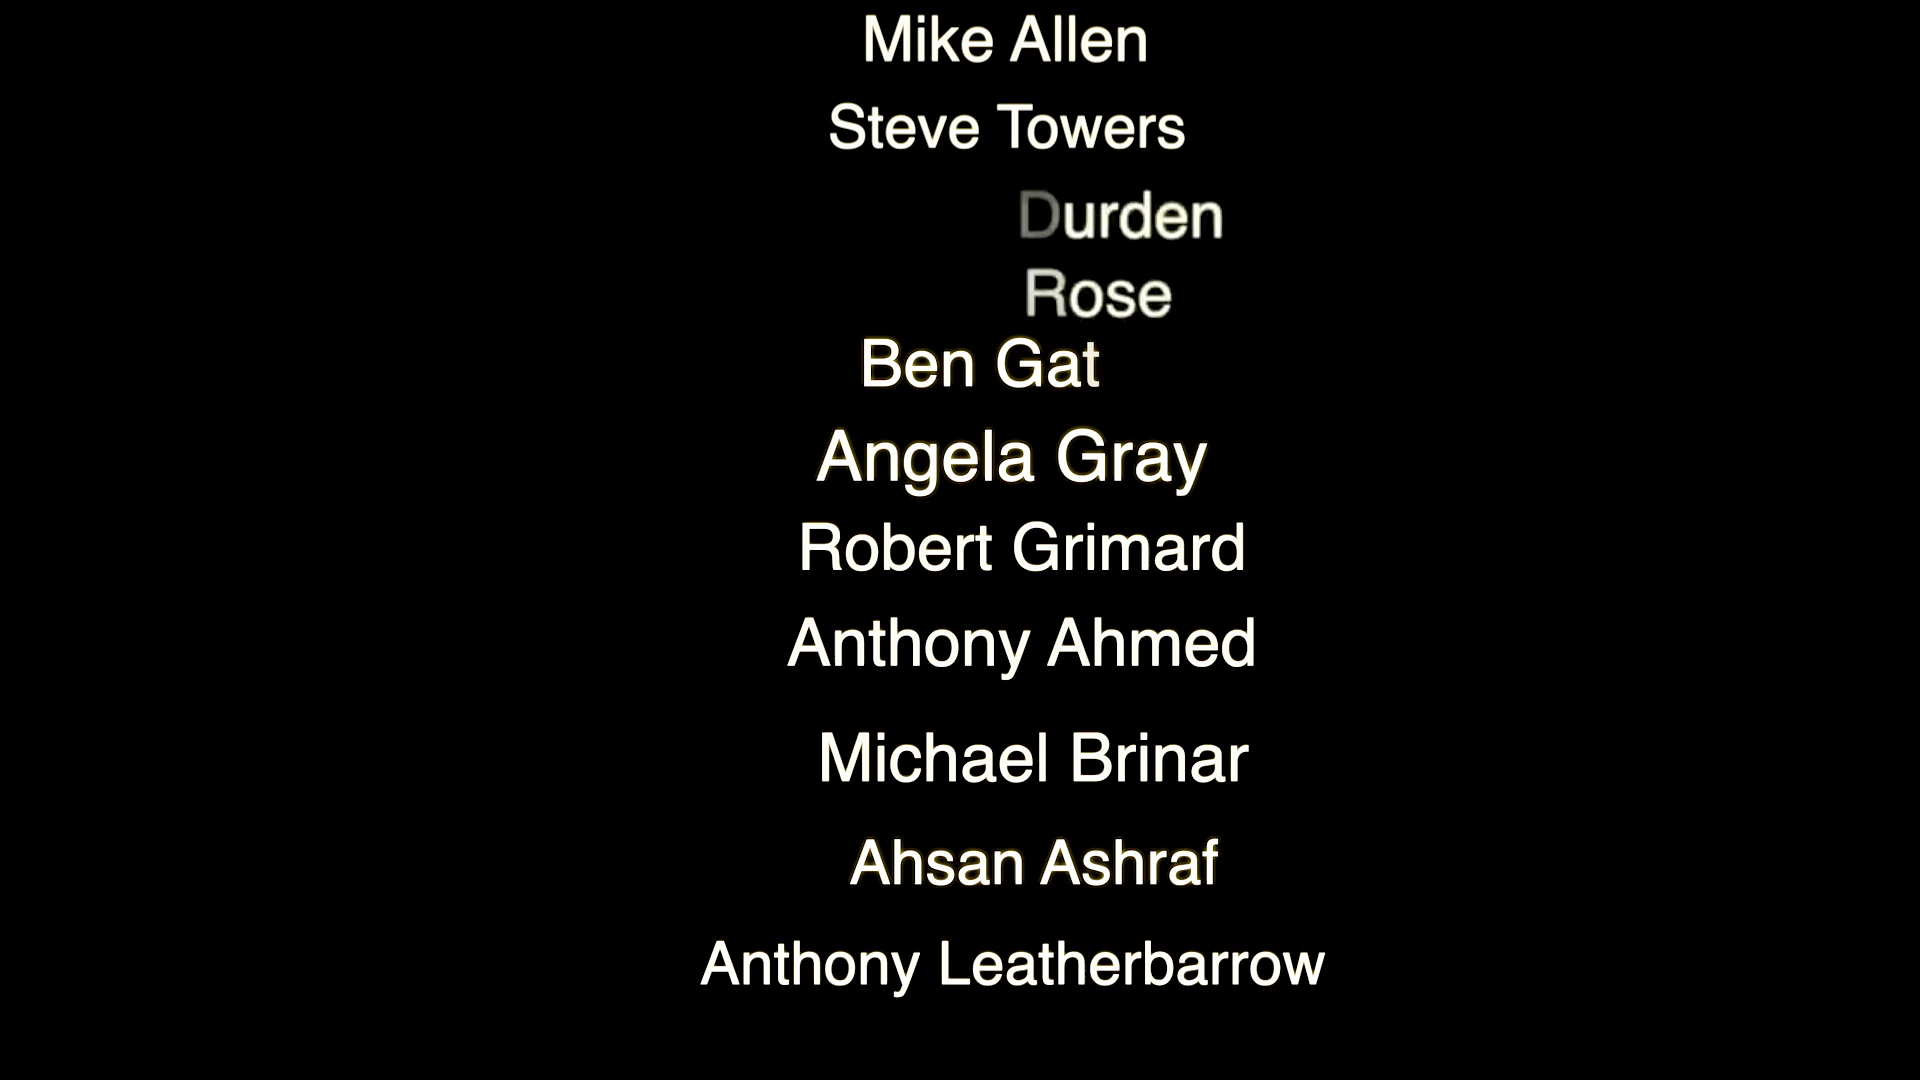 Mike Allen
Steve Towers
Durden
Rose
Ben Gat
Angela Gray
Robert Grimard
Anthony Ahmed
Michael Brinar
Ahsan Ashraf
Anthony Leatherbarrow